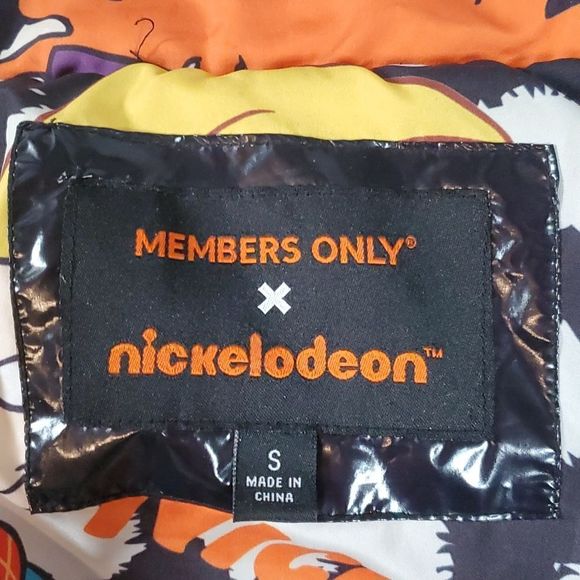 MEMBERS ONLY®
X
nickelodeon™
S
MADE IN
CHINA